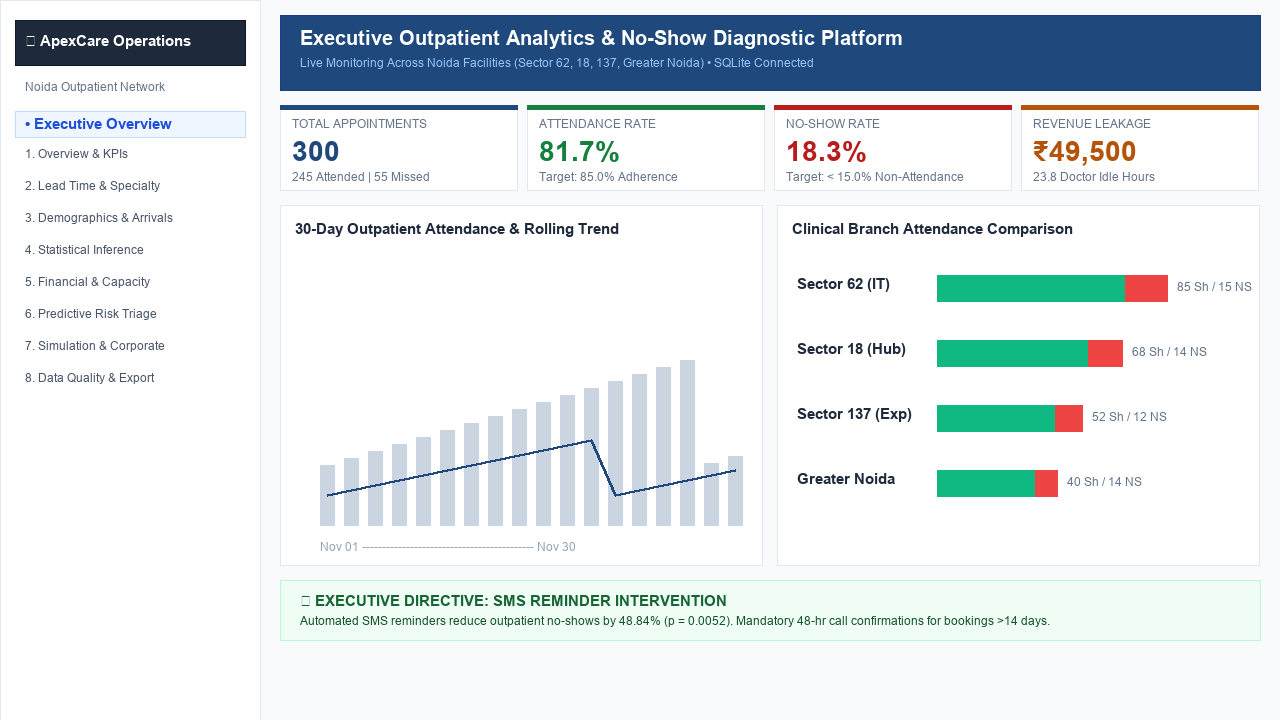 ApexCare Operations
Noida Outpatient Network
• Executive Overview
1. Overview & KPIs
2. Lead Time & Specialty
3. Demographics & Arrivals
4. Statistical Inference
5. Financial & Capacity
6. Predictive Risk Triage
7. Simulation & Corporate
8. Data Quality & Export
Executive Outpatient Analytics & No-Show Diagnostic Platform
Live Monitoring Across Noida Facilities (Sector 62, 18, 137, Greater Noida) • SQLite Connected
TOTAL APPOINTMENTS
300
245 Attended | 55 Missed
ATTENDANCE RATE
81.7%
Target: 85.0% Adherence
NO-SHOW RATE
18.3%
Target: < 15.0% Non-Attendance
REVENUE LEAKAGE
₹49,500
23.8 Doctor Idle Hours
30-Day Outpatient Attendance & Rolling Trend
Nov 01 ------------------------------------------- Nov 30
Clinical Branch Attendance Comparison
Sector 62 (IT)
85 Sh / 15 NS
Sector 18 (Hub)
68 Sh / 14 NS
Sector 137 (Exp)
52 Sh / 12 NS
Greater Noida
40 Sh / 14 NS
EXECUTIVE DIRECTIVE: SMS REMINDER INTERVENTION
Automated SMS reminders reduce outpatient no-shows by 48.84% (p = 0.0052). Mandatory 48-hr call confirmations for bookings >14 days.